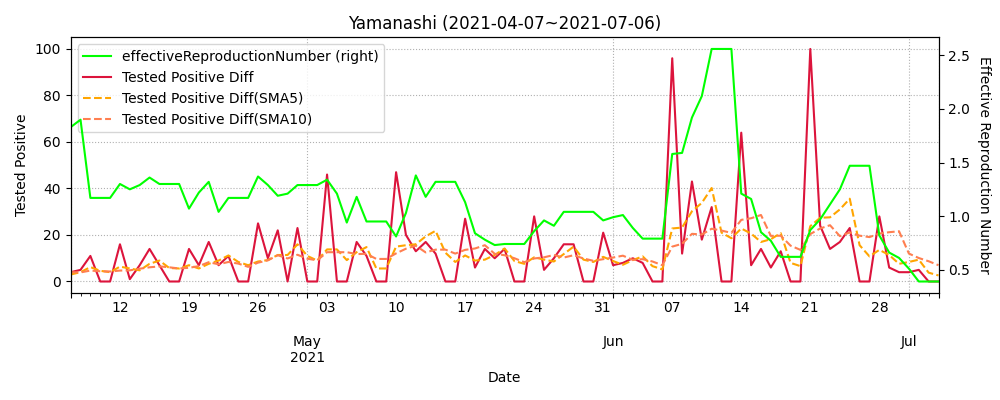 Yamanashi (2021-04-07~2021-07-06)
effectiveReproductionNumber (right)
Tested Positive Diff
Tested Positive Diff(SMA5)
Tested Positive Diff(SMA10)
Tested Positive
100
80
60
40
20
0
2.5
2.0
1.5
1.0
0.5
Effective Reproduction Number
12 19 26 03 10 17 24 31 07 14 21 28
May Jun Jul
2021
Date